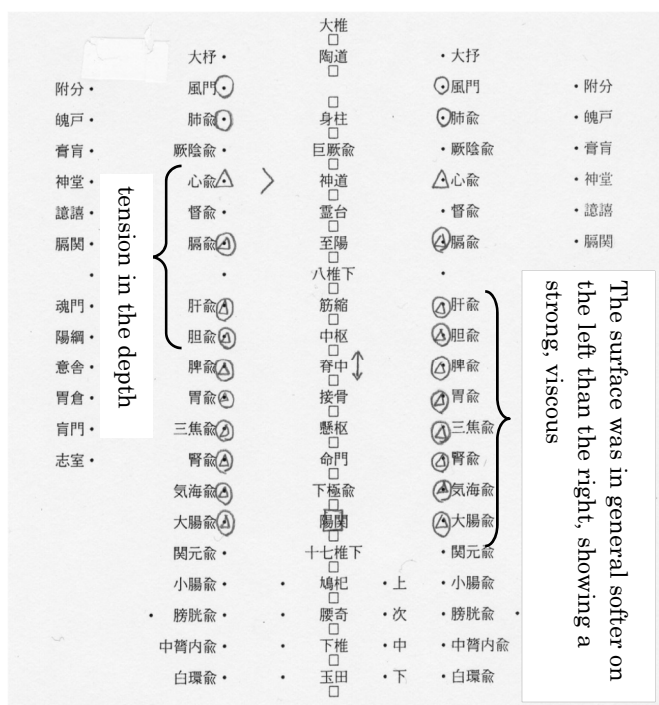 大椎
大杼 陶道 大抒
附分 風門 風門 附分
魄戸 肺兪 身柱 肺兪 魄戸
膏肓 厥陰兪 巨厥兪 厥陰兪 膏肓
神堂 心兪 神道 心兪 神堂
譩譆 督兪 霊台 督兪 譩譆
膈関 膈兪 至陽 膈兪 膈関
八椎下
魂門 肝兪 筋縮 肝兪
陽綱 胆兪 中枢 胆兪
意舎 脾兪 脊中 脾兪
胃倉 胃兪 接骨 胃兪
肓門 三焦兪 懸枢 三焦兪
志室 腎兪 命門 腎兪
気海兪 下極兪 気海兪
大腸兪 陽関 大腸兪
関元兪 十七椎下 関元兪
小腸兪 鳩杞 上 小腸兪
膀胱兪 腰奇 次 膀胱兪
中膂内兪 下椎 中 中膂内兪
白環兪 玉田 下 白環兪
tension in the depth
The surface was in general softer on
the left than the right, showing a
strong, viscous